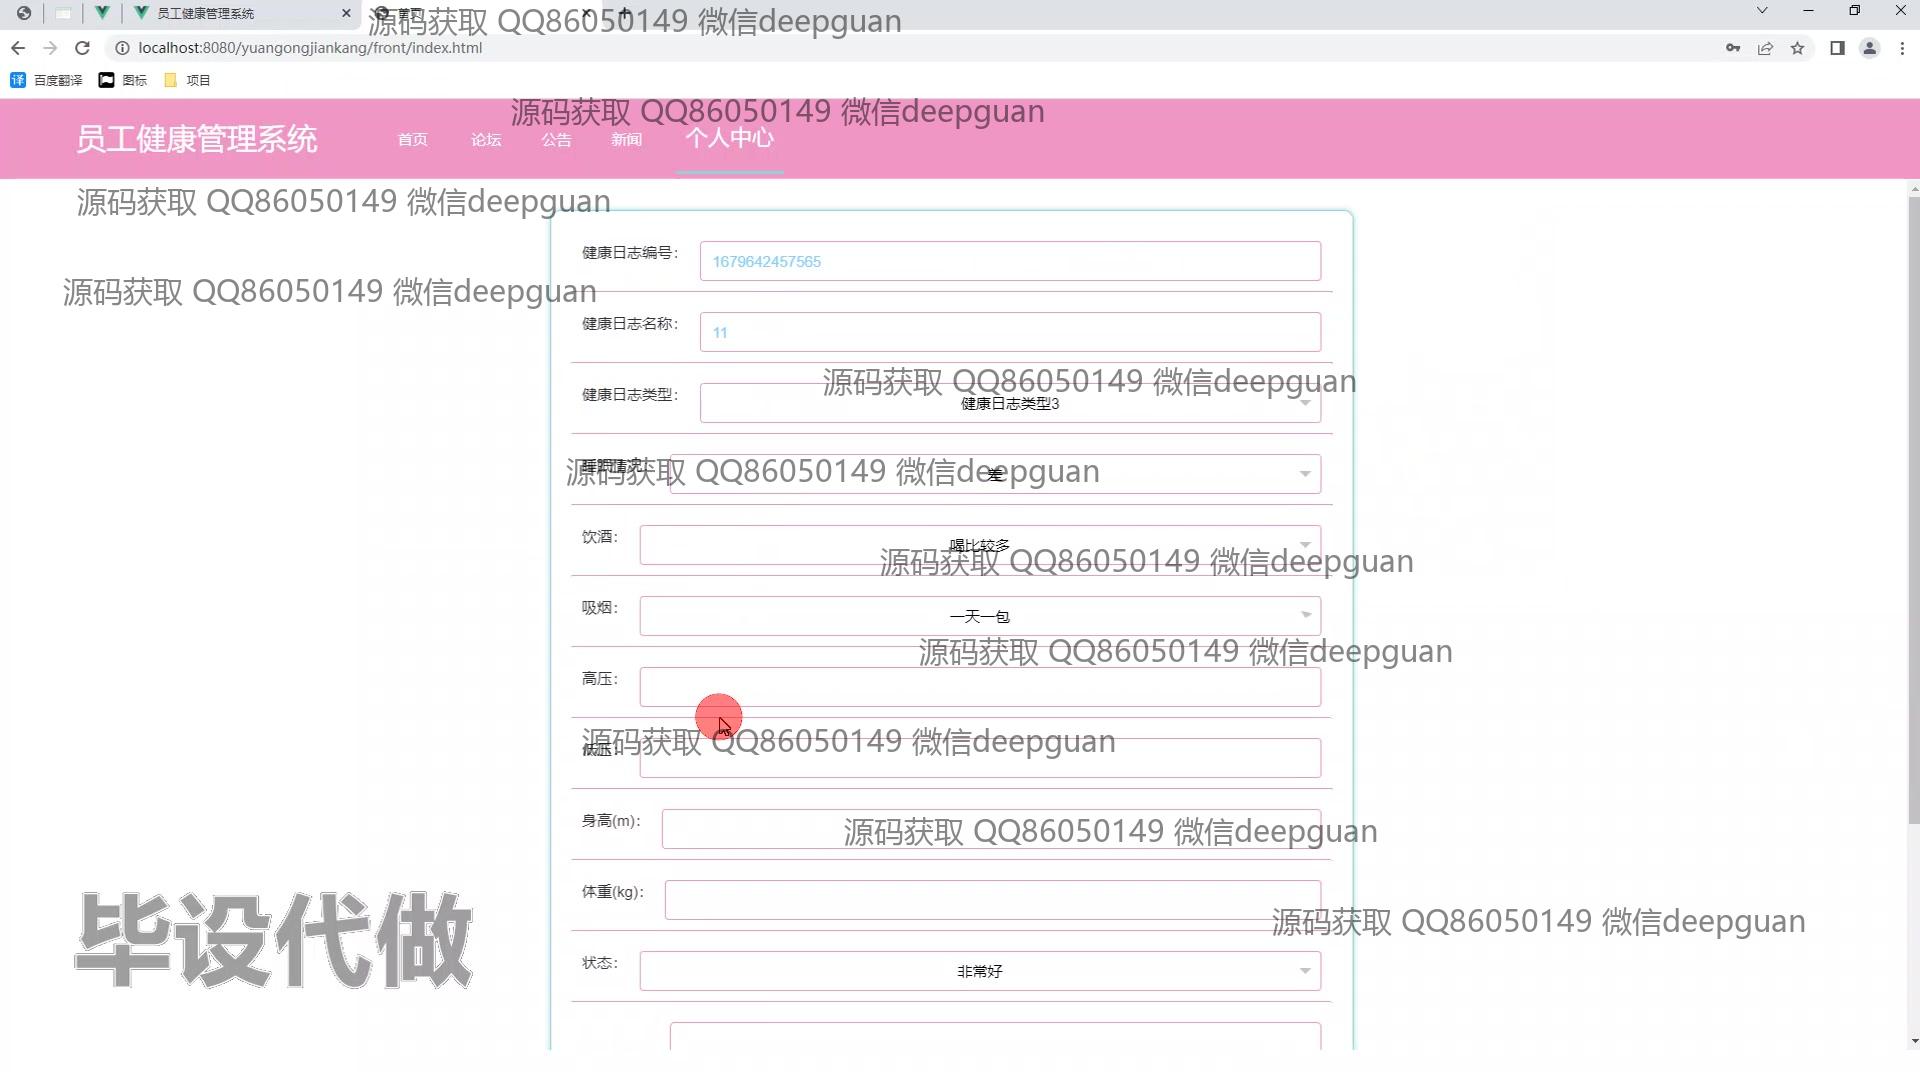 员工健康管理系统
源码获取 QQ86050149 微信deepguan
localhost:8080/yuangongjiankang/front/index.html
百度翻译 图标 项目
源码获取 QQ86050149 微信deepguan
员工健康管理系统 首页 论坛 公告 新闻 个人中心
源码获取 QQ86050149 微信deepguan
健康日志编号： 1679642457565
源码获取 QQ86050149 微信deepguan
健康日志名称： 11
源码获取 QQ86050149 微信deepguan
健康日志类型： 健康日志类型3
睡眠情况： 差
源码获取 QQ86050149 微信deepguan
饮酒： 喝比较多
源码获取 QQ86050149 微信deepguan
吸烟： 一天一包
源码获取 QQ86050149 微信deepguan
高压：
源码获取 QQ86050149 微信deepguan
低压：
身高(m)：
源码获取 QQ86050149 微信deepguan
体重(kg)：
源码获取 QQ86050149 微信deepguan
毕设代做
状态： 非常好